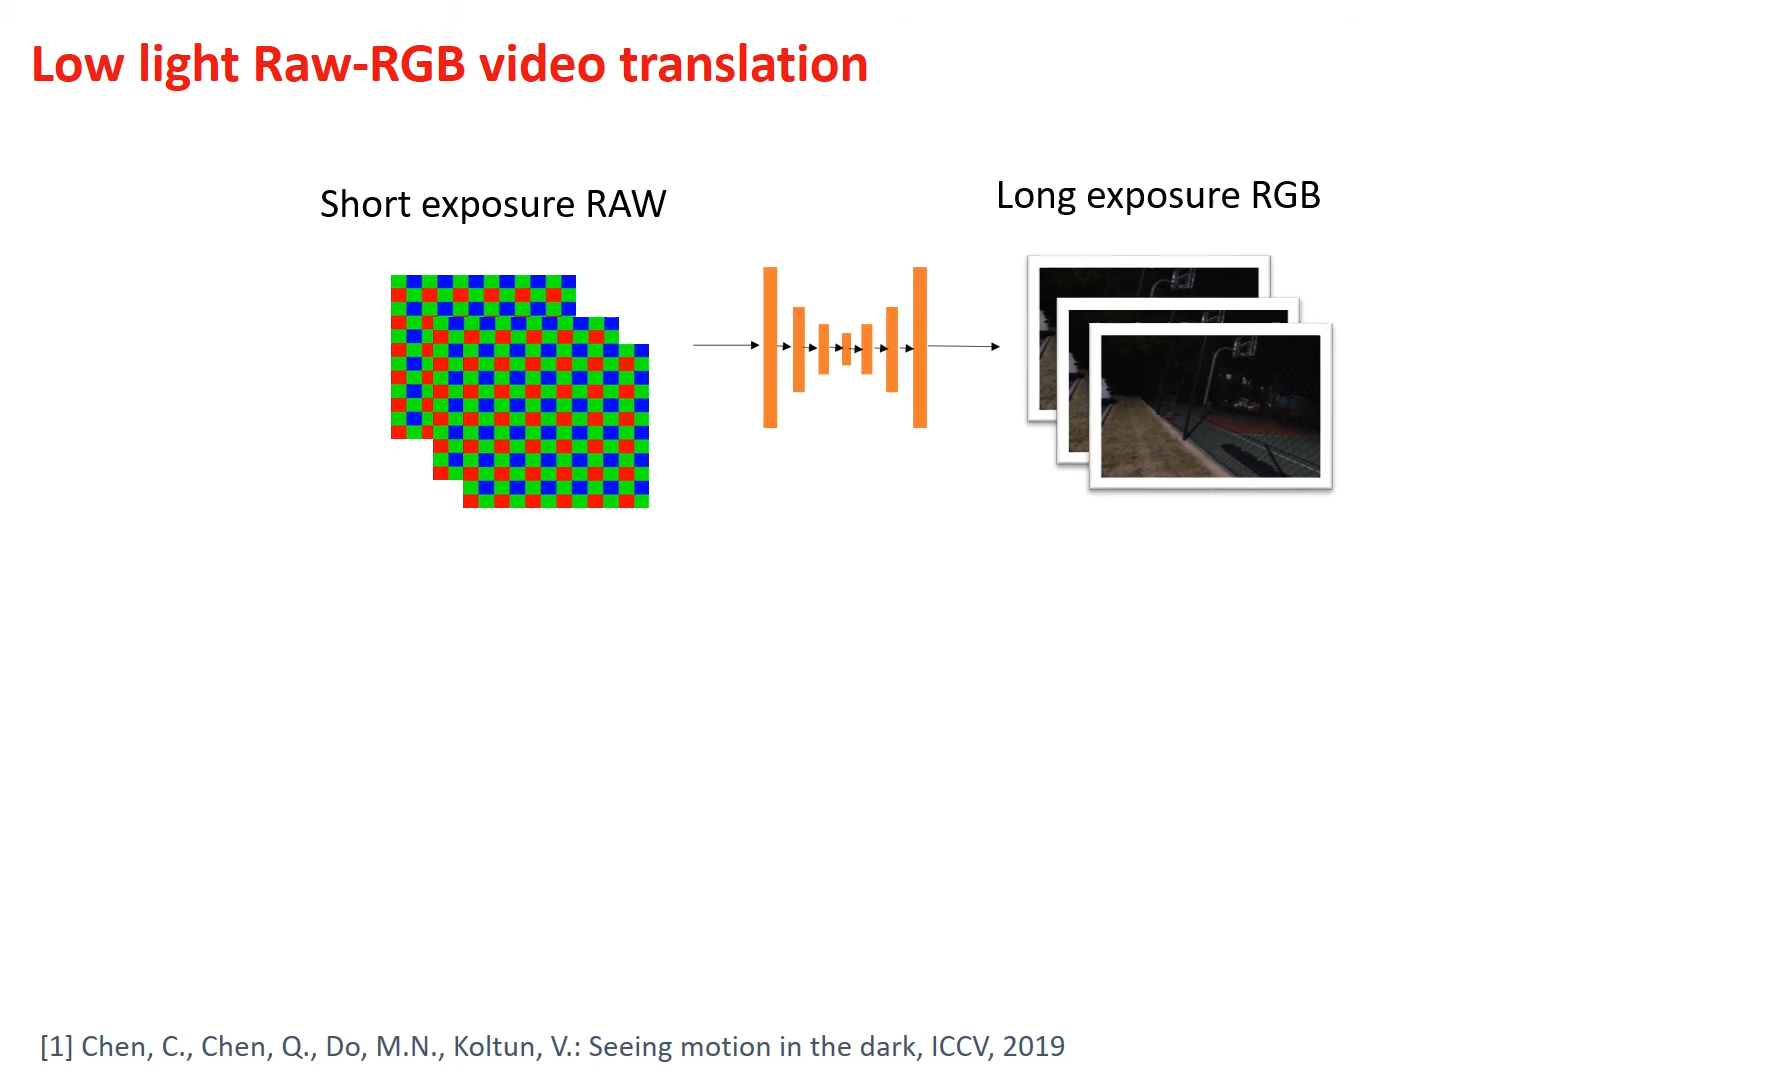 Low light Raw-RGB video translation
Short exposure RAW
Long exposure RGB
[1] Chen, C., Chen, Q., Do, M.N., Koltun, V.: Seeing motion in the dark, ICCV, 2019